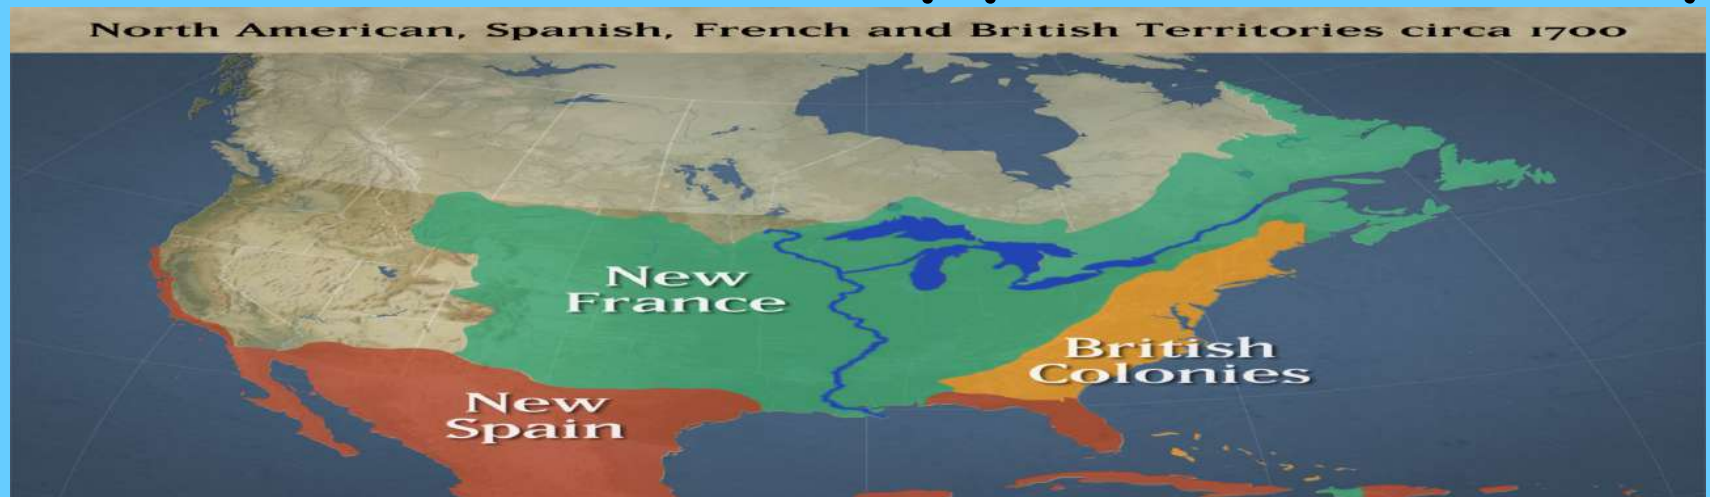 North American, Spanish, French and British Territories circa 1700
New
France
British
Colonies
New
Spain